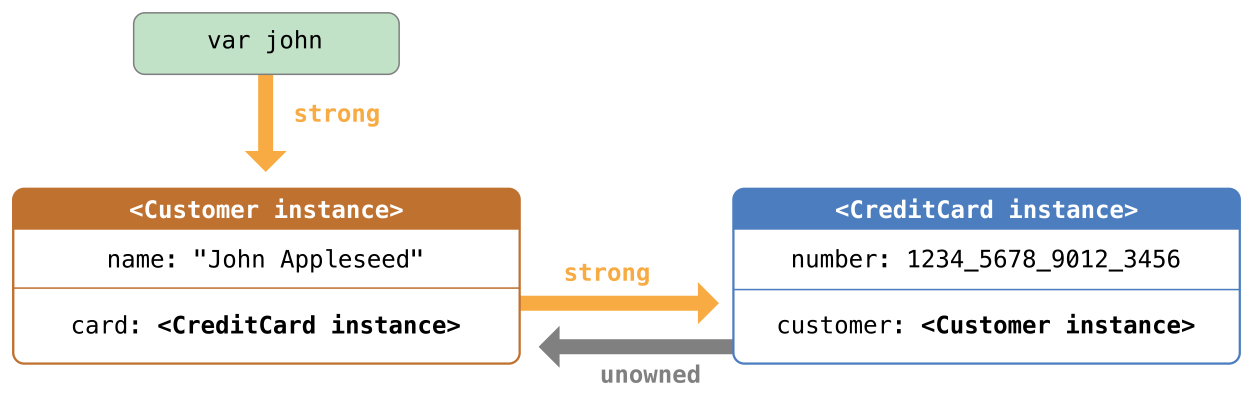 var john
strong
<Customer instance>
name: "John Appleseed"
card: <CreditCard instance>
strong
unowned
<CreditCard instance>
number: 1234_5678_9012_3456
customer: <Customer instance>